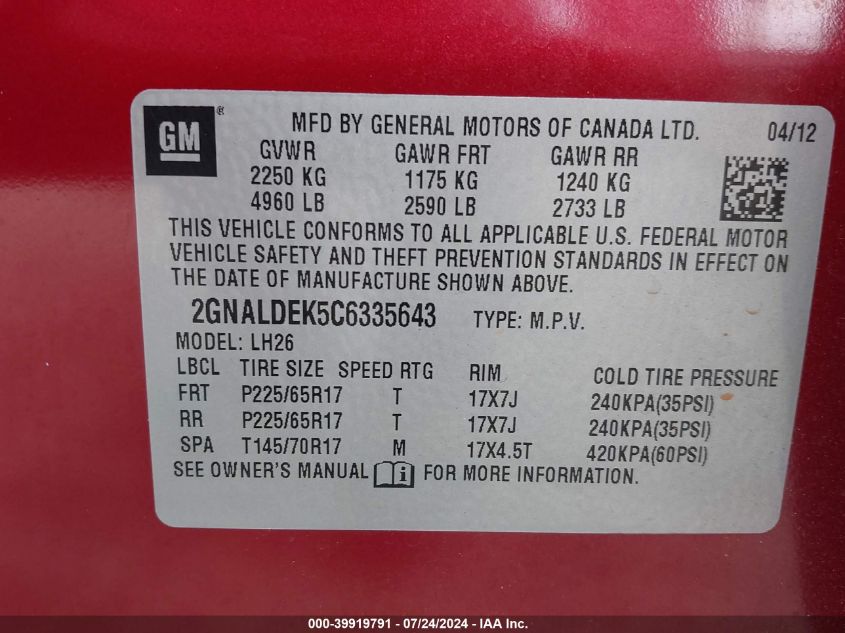 GM®
MFD BY GENERAL MOTORS OF CANADA LTD. 04/12
GVWR GAWR FRT GAWR RR
2250 KG 1175 KG 1240 KG
4960 LB 2590 LB 2733 LB
THIS VEHICLE CONFORMS TO ALL APPLICABLE U.S. FEDERAL MOTOR
VEHICLE SAFETY AND THEFT PREVENTION STANDARDS IN EFFECT ON
THE DATE OF MANUFACTURE SHOWN ABOVE.
2GNALDEK5C6335643 TYPE: M.P.V.
MODEL: LH26
LBCL TIRE SIZE SPEED RTG RIM COLD TIRE PRESSURE
FRT P225/65R17 T 17X7J 240KPA(35PSI)
RR P225/65R17 T 17X7J 240KPA(35PSI)
SPA T145/70R17 M 17X4.5T 420KPA(60PSI)
SEE OWNER'S MANUAL FOR MORE INFORMATION.
000-39919791 / 07/24/2024 - IAA Inc.